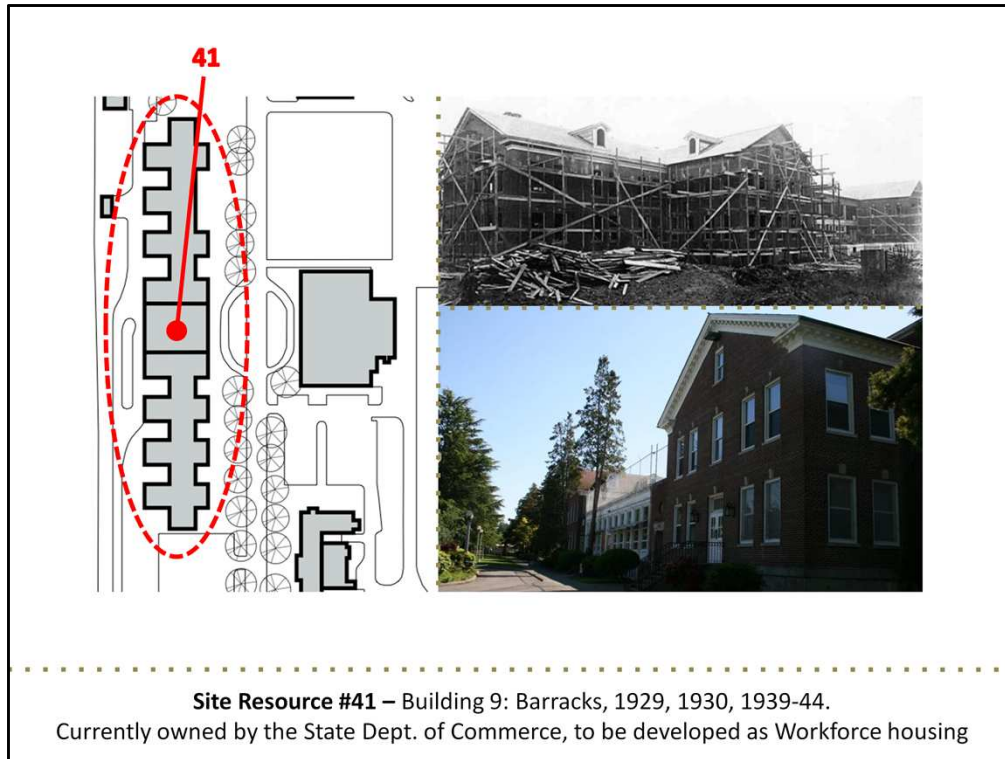 41
Site Resource #41 – Building 9: Barracks, 1929, 1930, 1939-44.
Currently owned by the State Dept. of Commerce, to be developed as Workforce housing